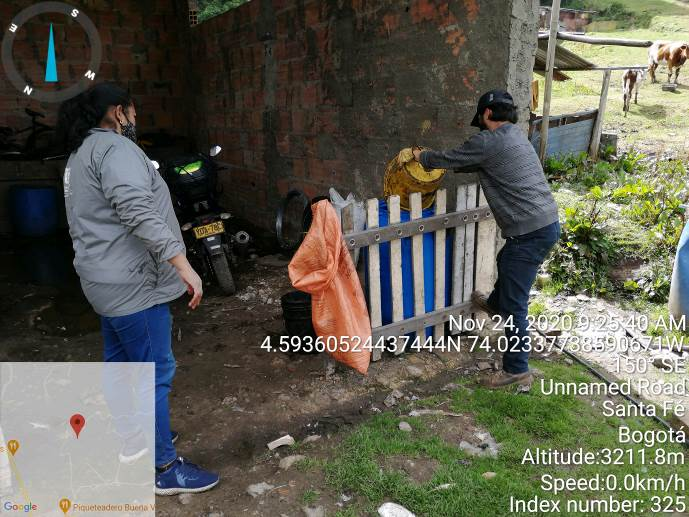 S
E
W
N
Nov 24, 2020 9:25:40 AM
4.59360524437444N 74.02337738590671W
150° SE
Unnamed Road
Santa Fé
Bogotá
Altitude:3211.8m
Speed:0.0km/h
Index number: 325
Google
Piqueteadero Buena V